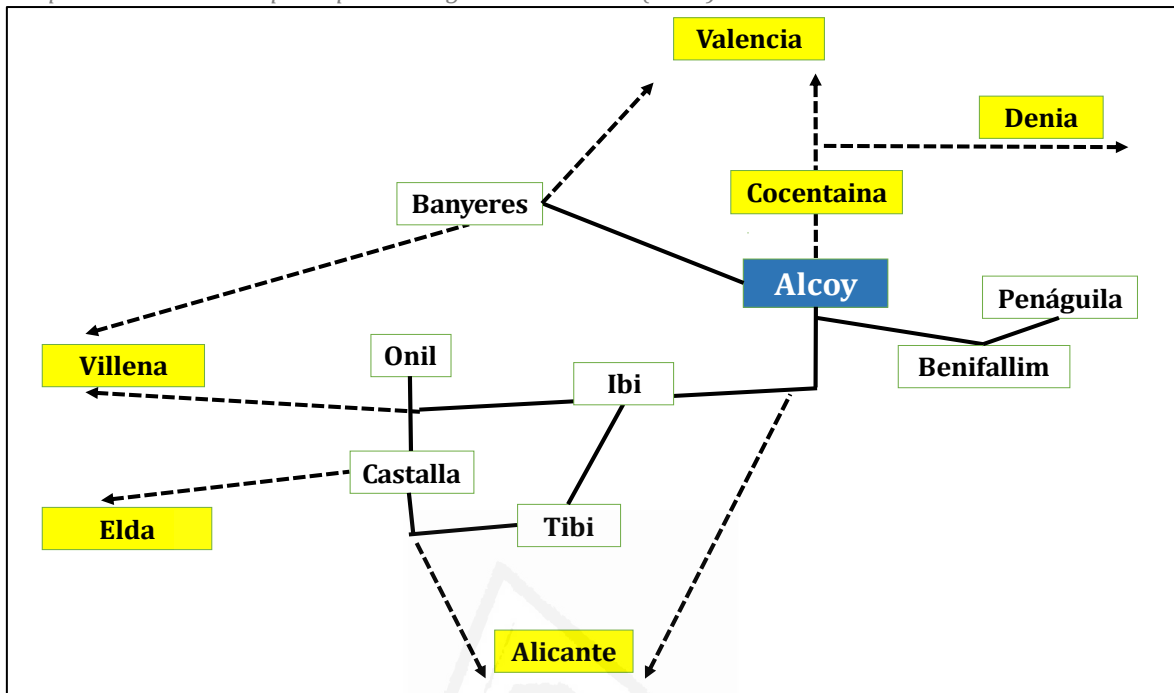 Valencia
Denia
Banyeres
Cocentaina
Alcoy
Penáguila
Villena
Onil
Ibi
Benifallim
Castalla
Elda
Tibi
Alicante